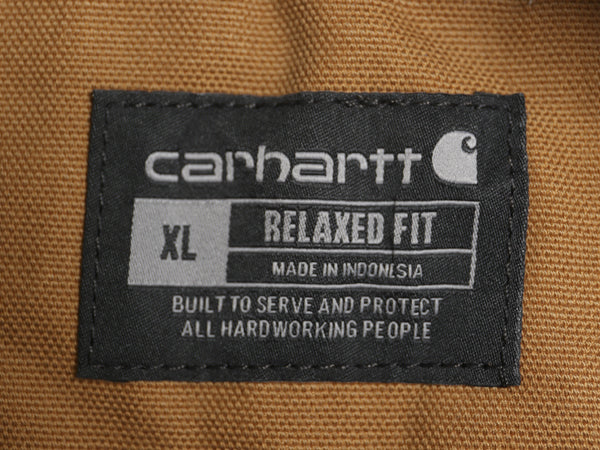 carhartt
XL
RELAXED FIT
MADE IN INDONESIA
BUILT TO SERVE AND PROTECT
ALL HARDWORKING PEOPLE